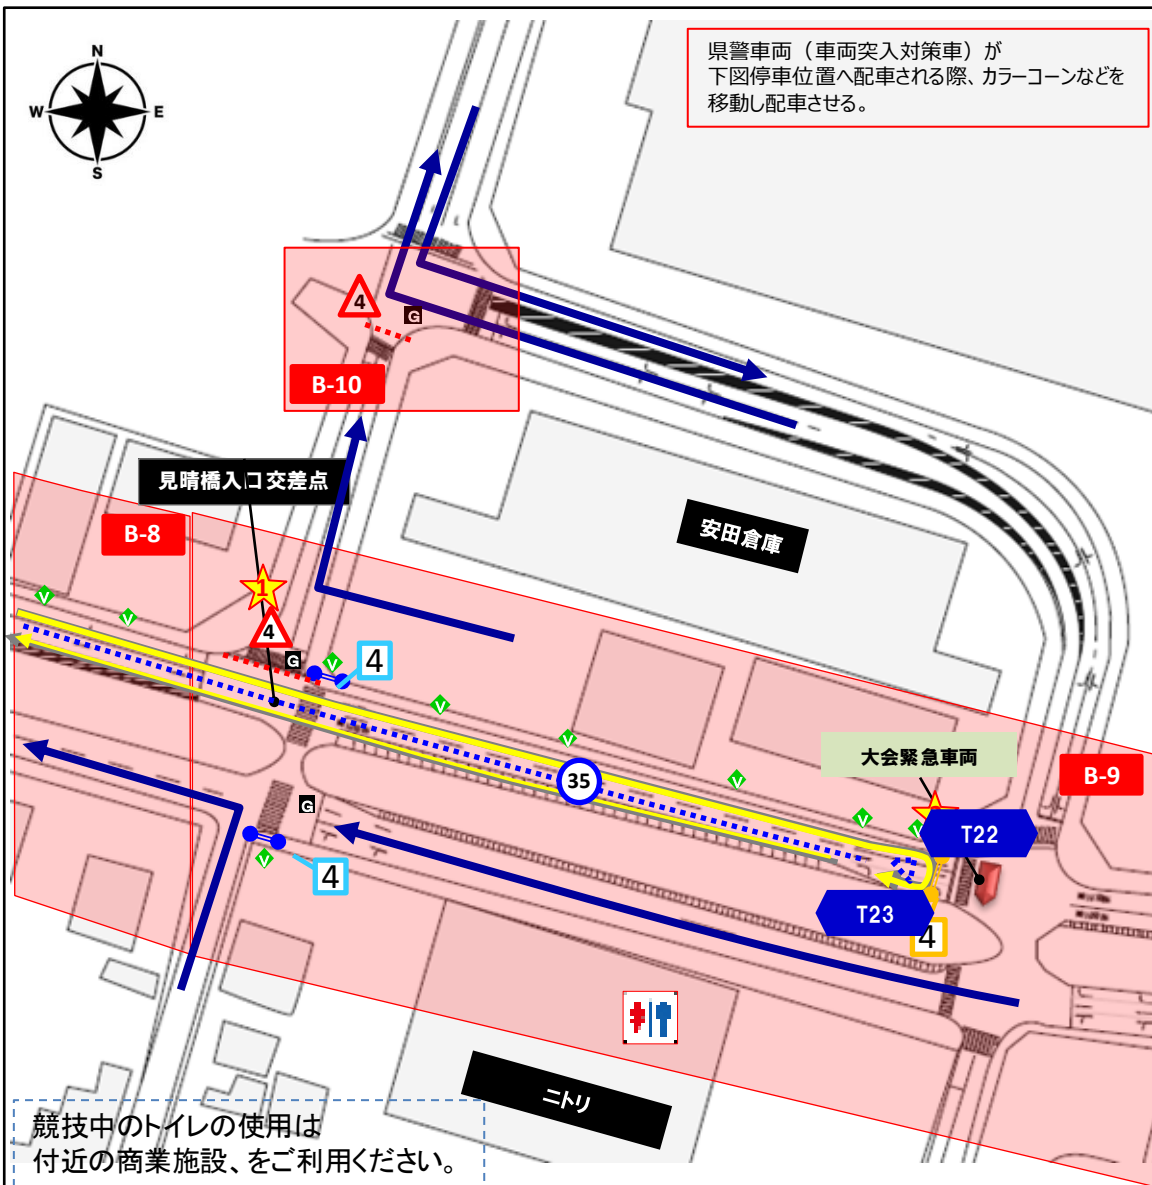 県警車両（車両突入対策車）が
下図停車位置へ配車される際、カラーコーンなどを
移動し配車させる。
N
W E
S
4
G
B-10
見晴橋入口交差点
B-8
安田倉庫
V
V
1
4
G
V
4
V
V
35
V
大会緊急車両
B-9
V
V
T22
G
V
4
T23
4
ニトリ
競技中のトイレの使用は
付近の商業施設、をご利用ください。